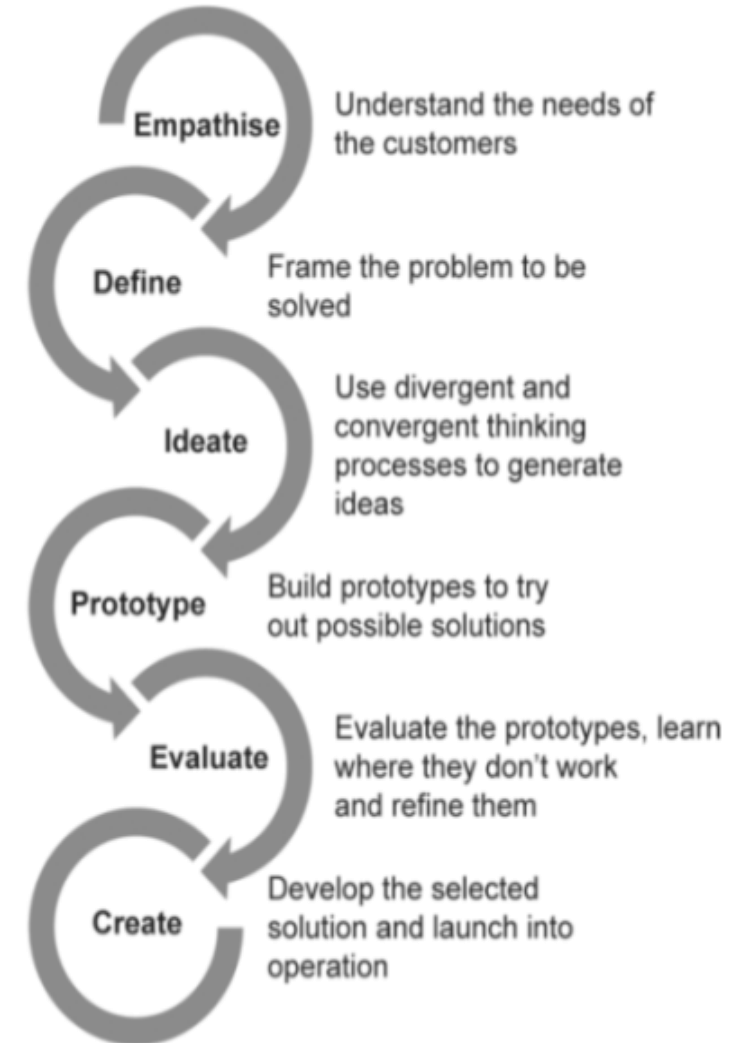 Empathise
Understand the needs of
the customers
Define
Frame the problem to be
solved
Ideate
Use divergent and
convergent thinking
processes to generate
ideas
Prototype
Build prototypes to try
out possible solutions
Evaluate
Evaluate the prototypes, learn
where they don't work
and refine them
Create
Develop the selected
solution and launch into
operation